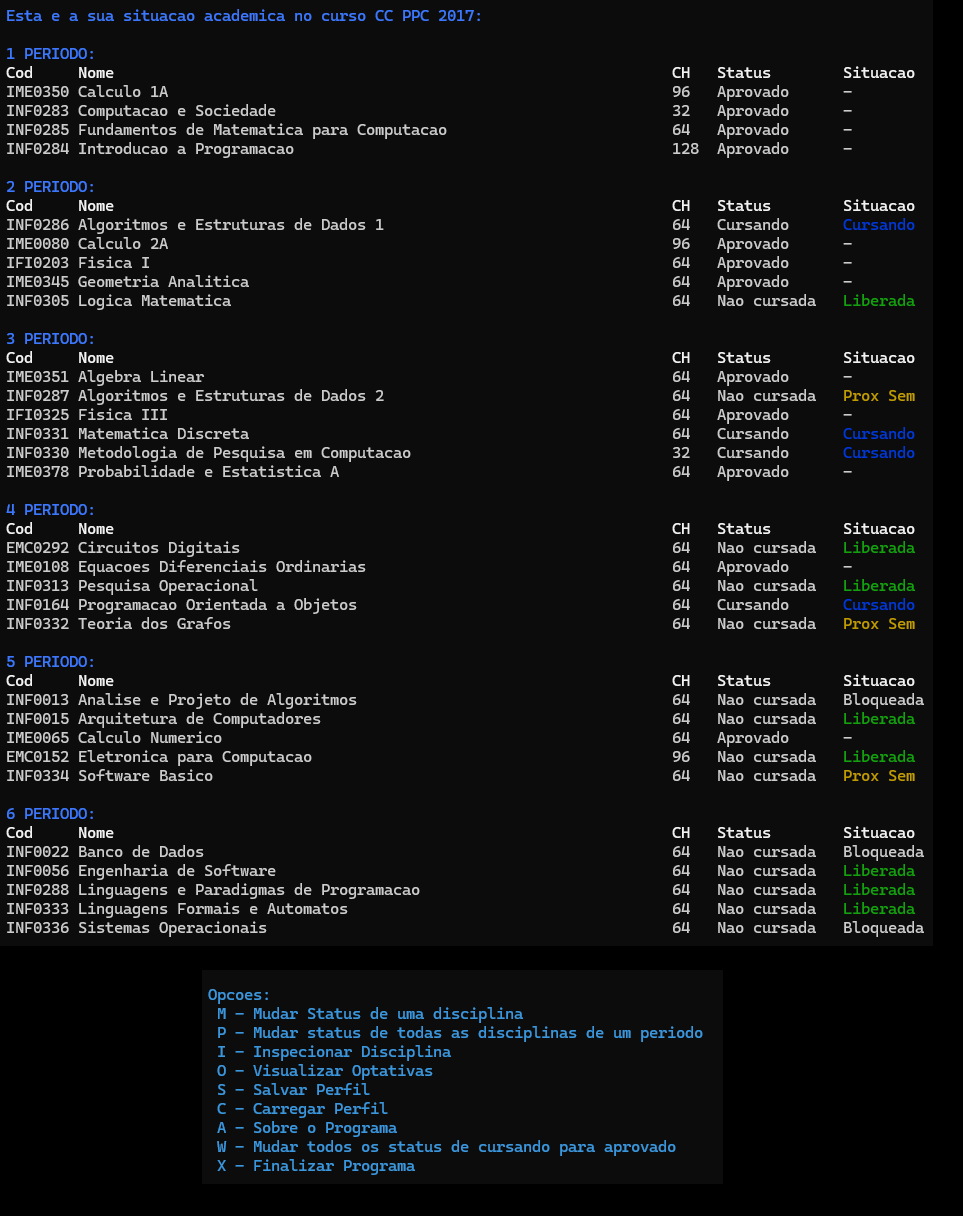 Esta e a sua situacao academica no curso CC PPC 2017:
1 PERIODO:
Cod Nome CH Status Situacao
IME0350 Calculo 1A 96 Aprovado -
INF0283 Computacao e Sociedade 32 Aprovado -
INF0285 Fundamentos de Matematica para Computacao 64 Aprovado -
INF0284 Introducao a Programacao 128 Aprovado -
2 PERIODO:
Cod Nome CH Status Situacao
INF0286 Algoritmos e Estruturas de Dados 1 64 Cursando Cursando
IME0080 Calculo 2A 96 Aprovado -
IFI0203 Fisica I 64 Aprovado -
IME0345 Geometria Analitica 64 Aprovado -
INF0305 Logica Matematica 64 Nao cursada Liberada
3 PERIODO:
Cod Nome CH Status Situacao
IME0351 Algebra Linear 64 Aprovado -
INF0287 Algoritmos e Estruturas de Dados 2 64 Nao cursada Prox Sem
IFI0325 Fisica III 64 Aprovado -
INF0331 Matematica Discreta 64 Cursando Cursando
INF0330 Metodologia de Pesquisa em Computacao 32 Cursando Cursando
IME0378 Probabilidade e Estatistica A 64 Aprovado -
4 PERIODO:
Cod Nome CH Status Situacao
EMC0292 Circuitos Digitais 64 Nao cursada Liberada
IME0108 Equacoes Diferenciais Ordinarias 64 Aprovado -
INF0313 Pesquisa Operacional 64 Nao cursada Liberada
INF0164 Programacao Orientada a Objetos 64 Cursando Cursando
INF0332 Teoria dos Grafos 64 Nao cursada Prox Sem
5 PERIODO:
Cod Nome CH Status Situacao
INF0013 Analise e Projeto de Algoritmos 64 Nao cursada Bloqueada
INF0015 Arquitetura de Computadores 64 Nao cursada Liberada
IME0065 Calculo Numerico 64 Aprovado -
EMC0152 Eletronica para Computacao 96 Nao cursada Liberada
INF0334 Software Basico 64 Nao cursada Prox Sem
6 PERIODO:
Cod Nome CH Status Situacao
INF0022 Banco de Dados 64 Nao cursada Bloqueada
INF0056 Engenharia de Software 64 Nao cursada Liberada
INF0288 Linguagens e Paradigmas de Programacao 64 Nao cursada Liberada
INF0333 Linguagens Formais e Automatos 64 Nao cursada Liberada
INF0336 Sistemas Operacionais 64 Nao cursada Bloqueada
Opcoes:
M - Mudar Status de uma disciplina
P - Mudar status de todas as disciplinas de um periodo
I - Inspecionar Disciplina
O - Visualizar Optativas
S - Salvar Perfil
C - Carregar Perfil
A - Sobre o Programa
W - Mudar todos os status de cursando para aprovado
X - Finalizar Programa